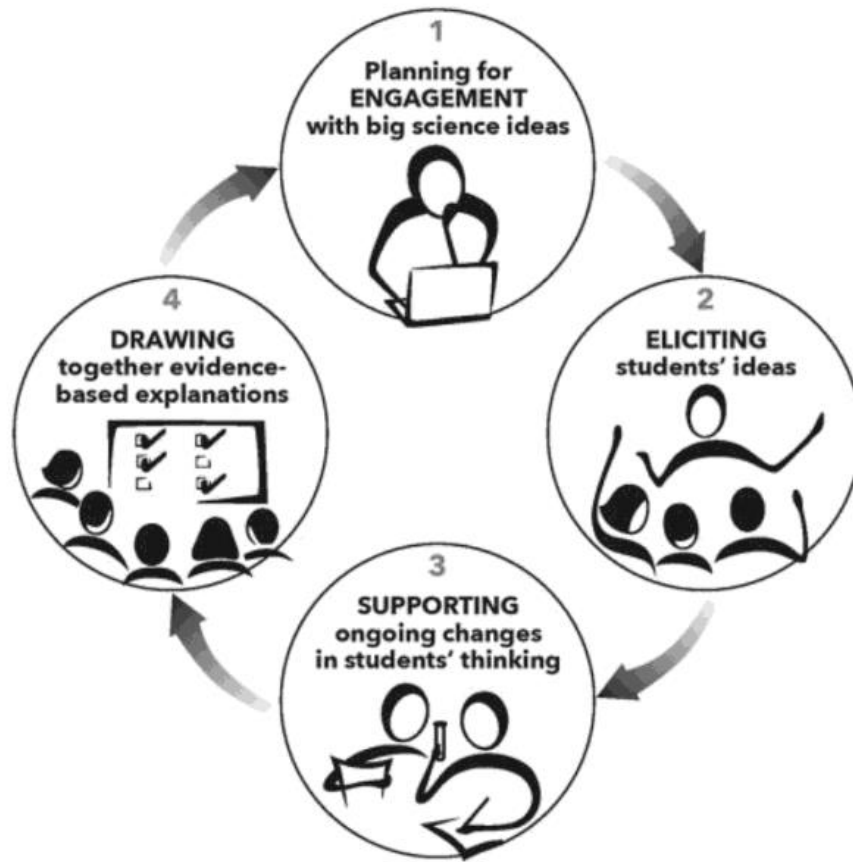 1
Planning for
ENGAGEMENT
with big science ideas
2
ELICITING
students’ ideas
3
SUPPORTING
ongoing changes
in students’ thinking
4
DRAWING
together evidence-
based explanations